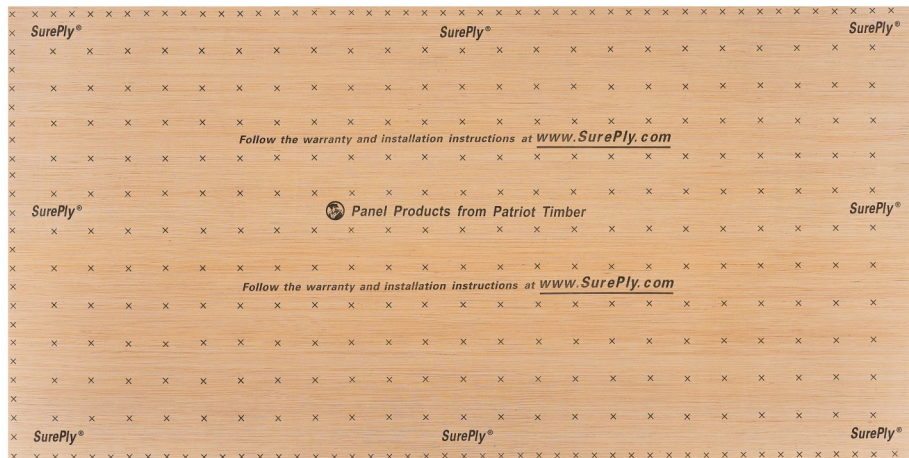 SurePly® SurePly® SurePly®
Follow the warranty and installation instructions at www.SurePly.com
SurePly® Panel Products from Patriot Timber SurePly®
Follow the warranty and installation instructions at www.SurePly.com
SurePly® SurePly® SurePly®